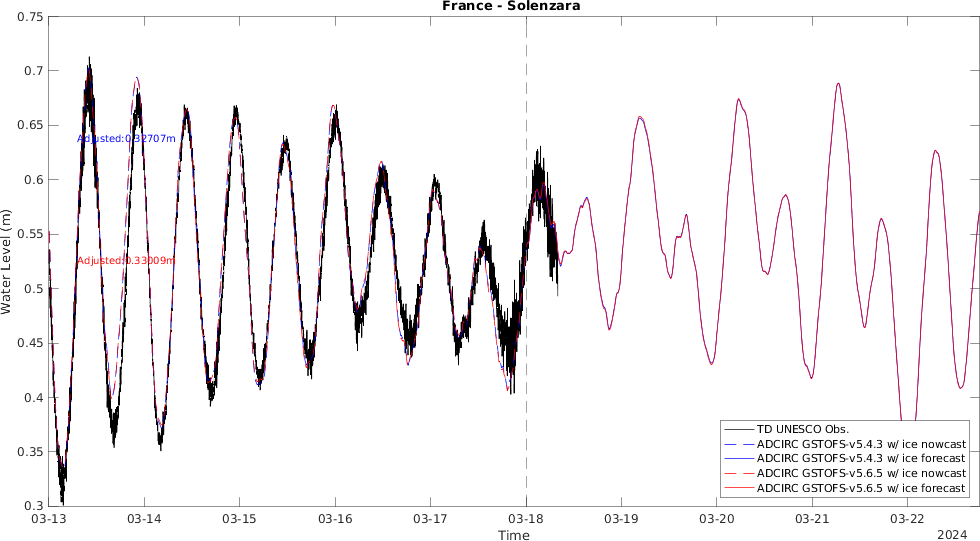 France - Solenzara
0.75
0.7
0.65
0.6
0.55
0.5
0.45
0.4
0.35
0.3
Water Level (m)
Adjusted:0.32707m
Adjusted:0.33009m
TD UNESCO Obs.
ADCIRC GSTOFS-v5.4.3 w/ ice nowcast
ADCIRC GSTOFS-v5.4.3 w/ ice forecast
ADCIRC GSTOFS-v5.6.5 w/ ice nowcast
ADCIRC GSTOFS-v5.6.5 w/ ice forecast
03-13 03-14 03-15 03-16 03-17 03-18 03-19 03-20 03-21 03-22
Time
2024